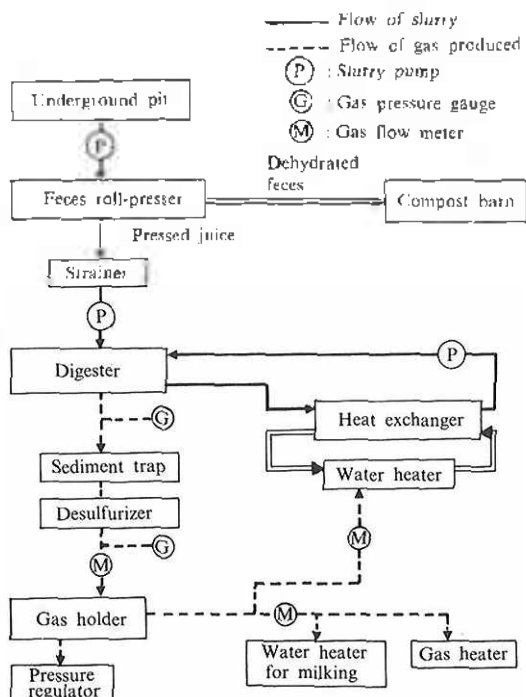 Flow of slurry
Flow of gas produced
P : Slurry pump
G : Gas pressure gauge
M : Gas flow meter
Underground pit
P
Dehydrated
feces
Feces roll-presser
Compost barn
Pressed juice
Strainer
P
P
Digester
G
Heat exchanger
Sediment trap
Water heater
Desulfurizer
G
M
M
Gas holder
M
Pressure
regulator
Water heater
for milking
Gas heater